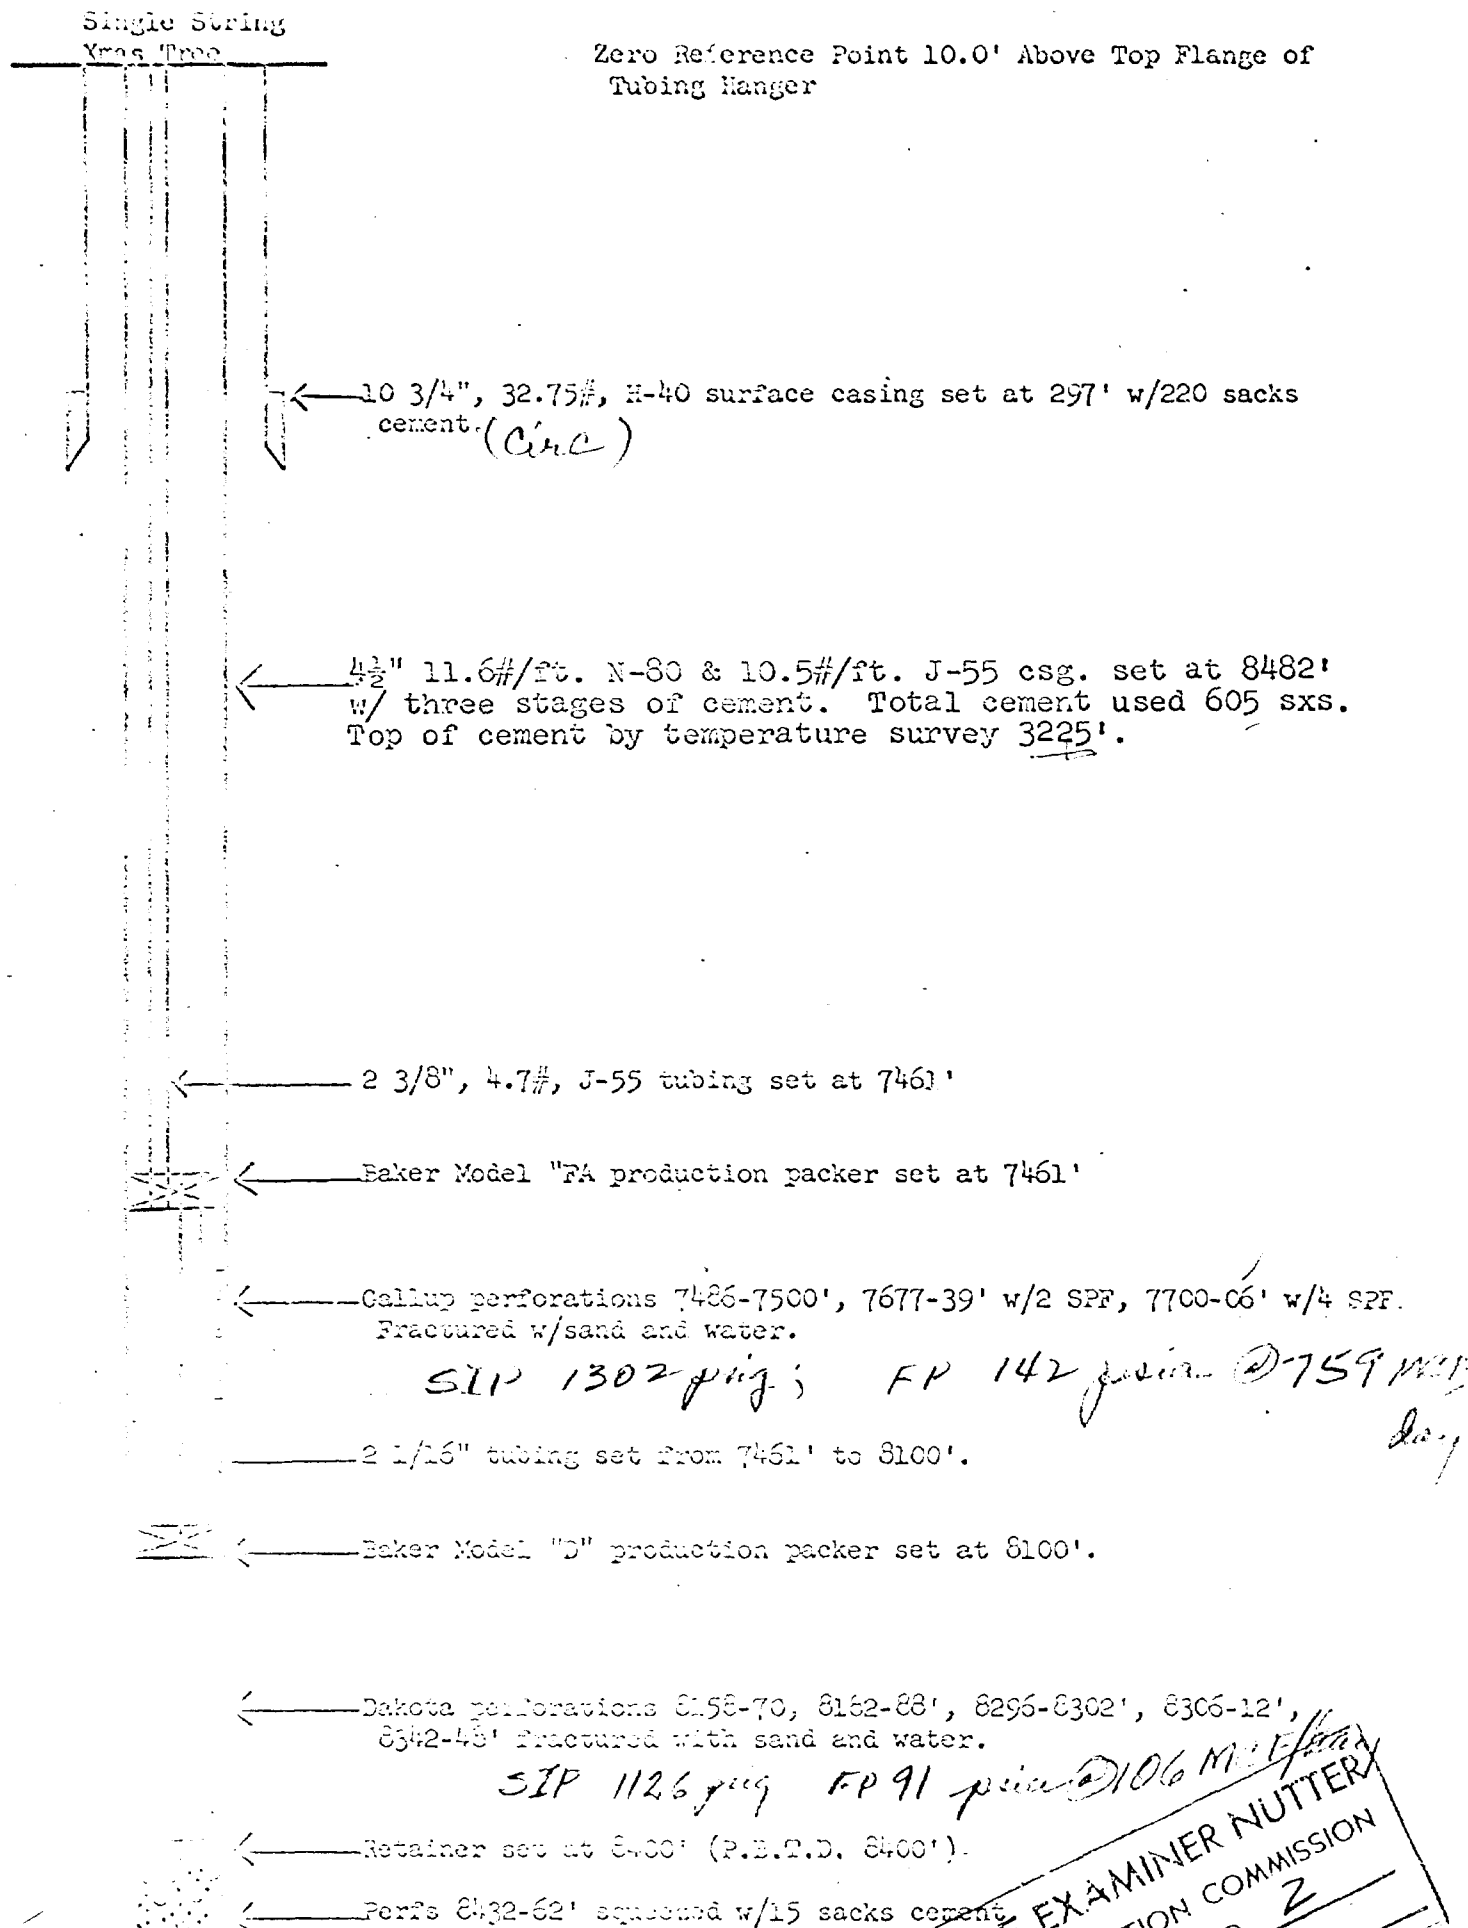 Single String
Xmas Tree
Zero Reference Point 10.0' Above Top Flange of
Tubing Hanger
10 3/4", 32.75#, H-40 surface casing set at 297' w/220 sacks
cement. (Circ)
4½" 11.6#/ft. N-80 & 10.5#/ft. J-55 csg. set at 8482'
w/ three stages of cement. Total cement used 605 sxs.
Top of cement by temperature survey 3225'.
2 3/8", 4.7#, J-55 tubing set at 7461'
Baker Model "FA production packer set at 7461'
Gallup perforations 7486-7500', 7677-89' w/2 SPF, 7700-06' w/4 SPF.
Fractured w/sand and water.
SIP 1302 psig; FP 142 psia @ 759 MCF/
day
2 1/16" tubing set from 7461' to 8100'.
Baker Model "D" production packer set at 8100'.
Dakota perforations 8158-70, 8182-88', 8296-8302', 8306-12',
8342-48' fractured with sand and water.
SIP 1126 psig FP 91 psia @ 106 MCF/day
Retainer set at 8400' (P.B.T.D. 8400').
Perfs 8432-62' squeezed w/15 sacks cement
EXAMINER NUTTER
COMMISSION
2